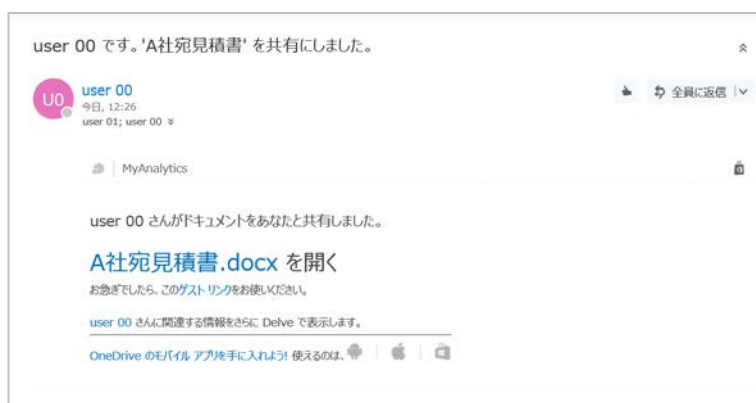 user 00 です。'A社宛見積書' を共有にしました。
U0
user 00
今日, 12:26
全員に返信
user 01; user 00
MyAnalytics
user 00 さんがドキュメントをあなたと共有しました。
A社宛見積書.docx を開く
お急ぎでしたら、このゲスト リンクをお使いください。
user 00 さんに関連する情報をさらに Delve で表示します。
OneDrive のモバイル アプリを手に入れよう! 使えるのは、